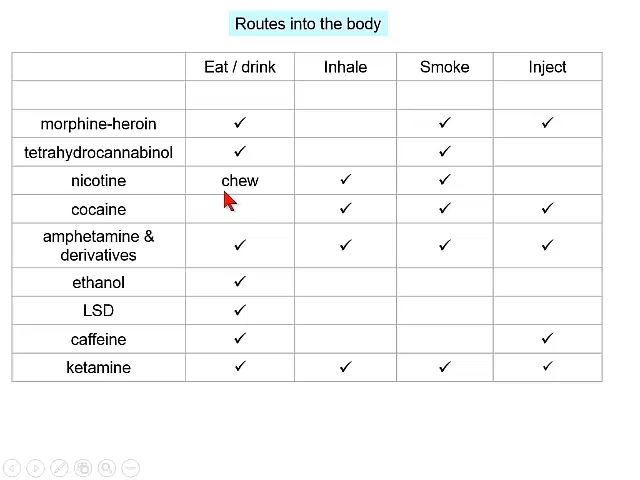 Routes into the body
Eat / drink Inhale Smoke Inject
morphine-heroin ✓ ✓ ✓
tetrahydrocannabinol ✓ ✓
nicotine chew ✓ ✓
cocaine ✓ ✓ ✓
amphetamine &
derivatives ✓ ✓ ✓ ✓
ethanol ✓
LSD ✓
caffeine ✓ ✓
ketamine ✓ ✓ ✓ ✓